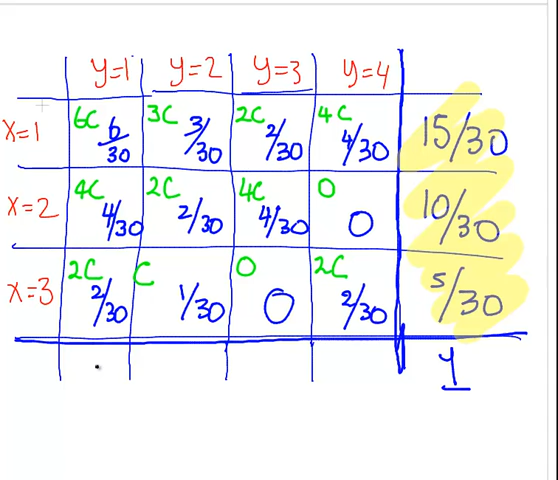 y=1 y=2 y=3 y=4
x=1 6C 6/30 3C 3/30 2C 2/30 4C 4/30 15/30
x=2 4C 4/30 2C 2/30 4C 4/30 0 0 10/30
x=3 2C 2/30 C 1/30 0 0 2C 2/30 5/30
1